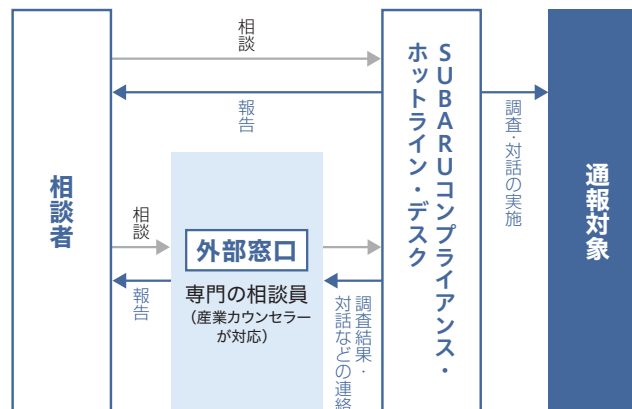 相談者
相談
報告
相談
報告
外部窓口
専門の相談員
（産業カウンセラー
が対応）
調査結果・
対話などの連絡
SUBARUコンプライアンス・
ホットライン・デスク
調査・対話の実施
通報対象